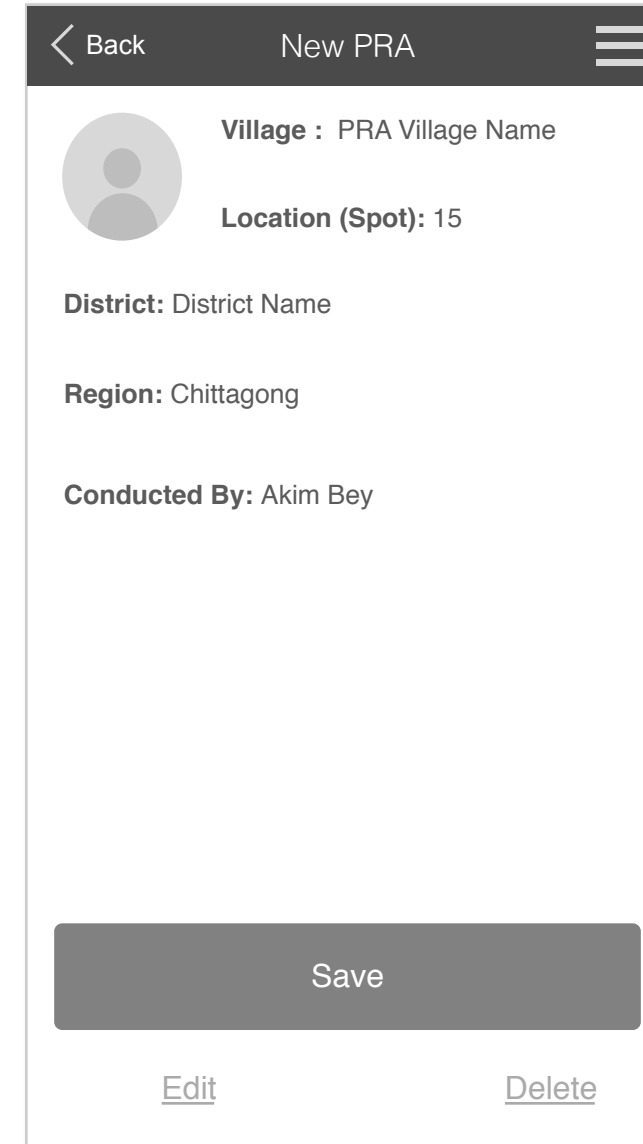 Back
New PRA
Village : PRA Village Name
Location (Spot): 15
District: District Name
Region: Chittagong
Conducted By: Akim Bey
Save
Edit
Delete